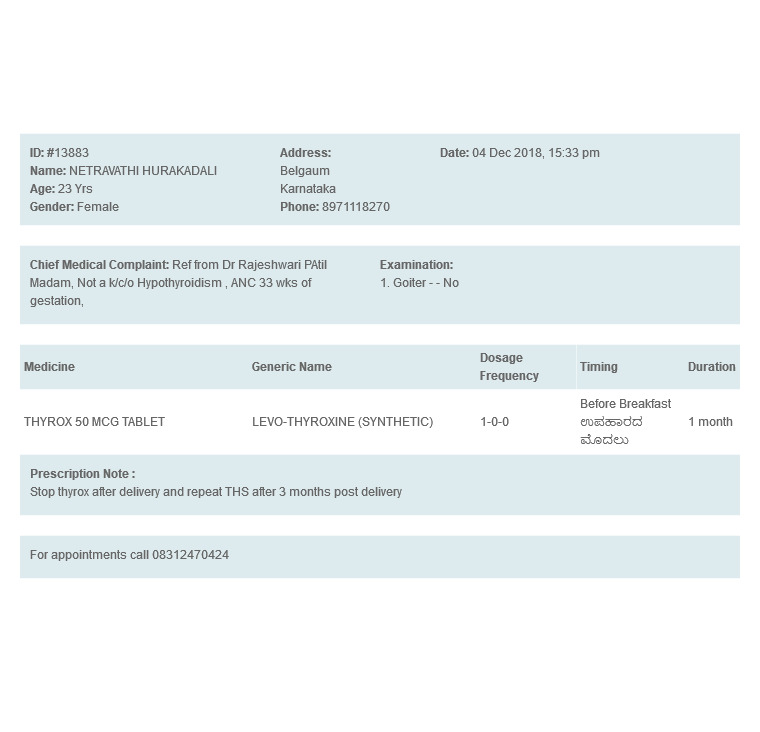 ID: #13883
Name: NETRAVATHI HURAKADALI
Age: 23 Yrs
Gender: Female
Address:
Belgaum
Karnataka
Phone: 8971118270
Date: 04 Dec 2018, 15:33 pm
Chief Medical Complaint: Ref from Dr Rajeshwari PAtil
Madam, Not a k/c/o Hypothyroidism , ANC 33 wks of
gestation,
Examination:
1. Goiter - - No
Medicine Generic Name Dosage Frequency Timing Duration
THYROX 50 MCG TABLET LEVO-THYROXINE (SYNTHETIC) 1-0-0 Before Breakfast ಉಪಹಾರದ ಮೊದಲು 1 month
Prescription Note :
Stop thyrox after delivery and repeat THS after 3 months post delivery
For appointments call 08312470424